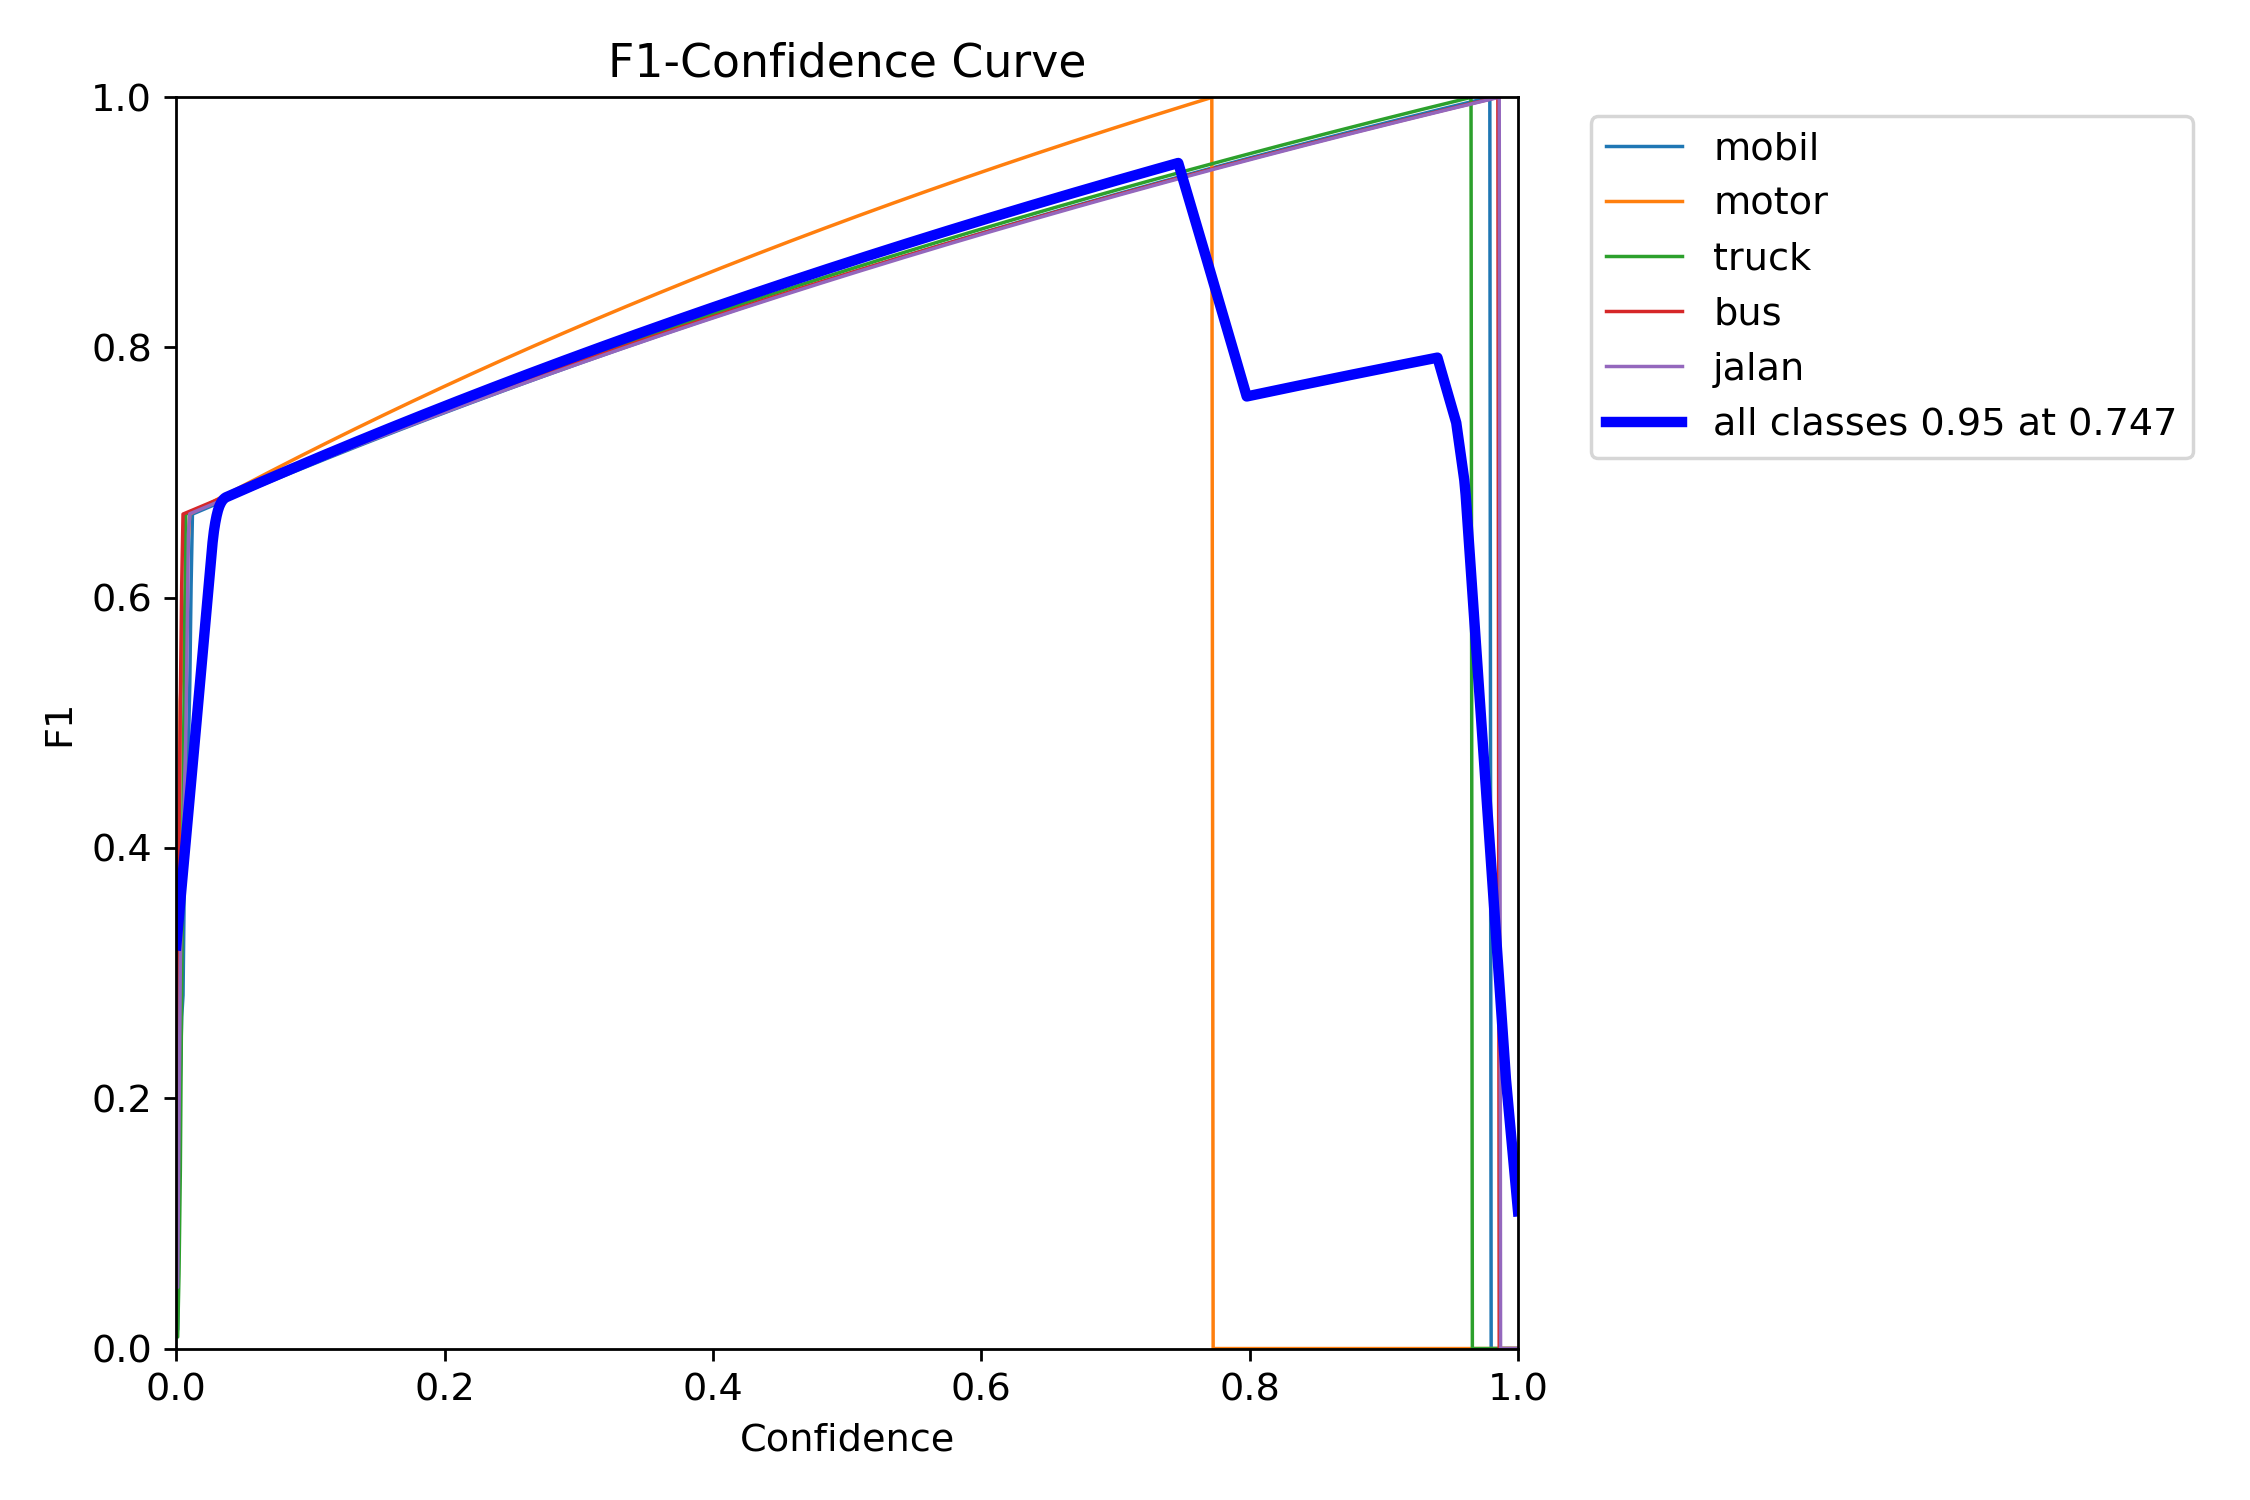 F1-Confidence Curve
1.0
0.8
0.6
0.4
0.2
0.0
F1
0.0 0.2 0.4 0.6 0.8 1.0
Confidence
mobil
motor
truck
bus
jalan
all classes 0.95 at 0.747